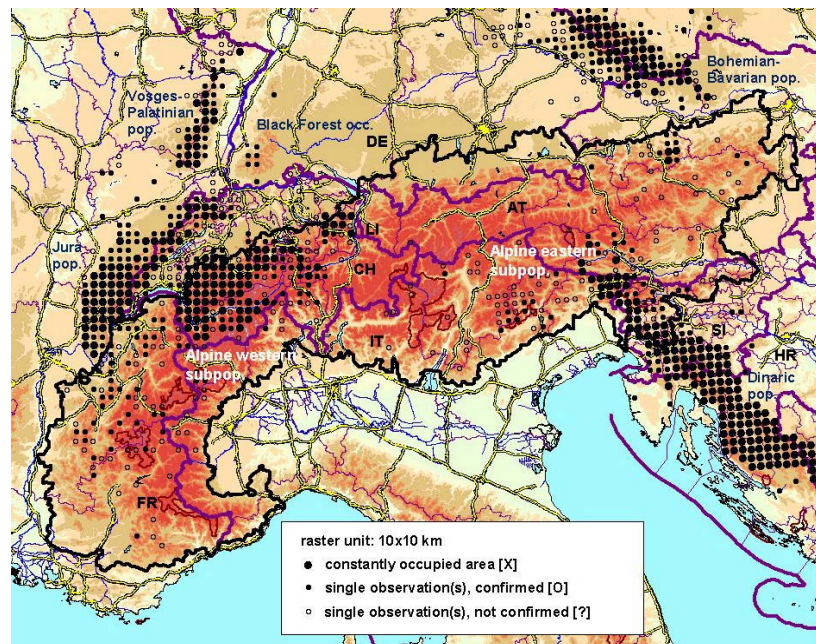 Bohemian-
Bavarian pop.
Vosges-
Palatinian
pop.
Black Forest occ.
DE
AT
LI
Jura
pop.
CH
Alpine eastern
subpop.
IT
SI
HR
Alpine western
subpop.
Dinaric
pop.
FR
raster unit: 10x10 km
● constantly occupied area [X]
• single observation(s), confirmed [O]
○ single observation(s), not confirmed [?]